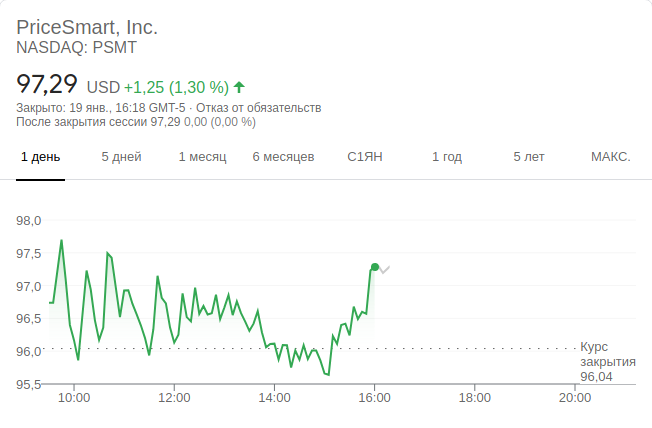 PriceSmart, Inc.
NASDAQ: PSMT
97,29 USD +1,25 (1,30 %)
Закрыто: 19 янв., 16:18 GMT-5 · Отказ от обязательств
После закрытия сессии 97,29 0,00 (0,00 %)
1 день 5 дней 1 месяц 6 месяцев С1ЯН 1 год 5 лет МАКС.
98,0
97,5
97,0
96,5
96,0
95,5
Курс
закрытия
96,04
10:00 12:00 14:00 16:00 18:00 20:00